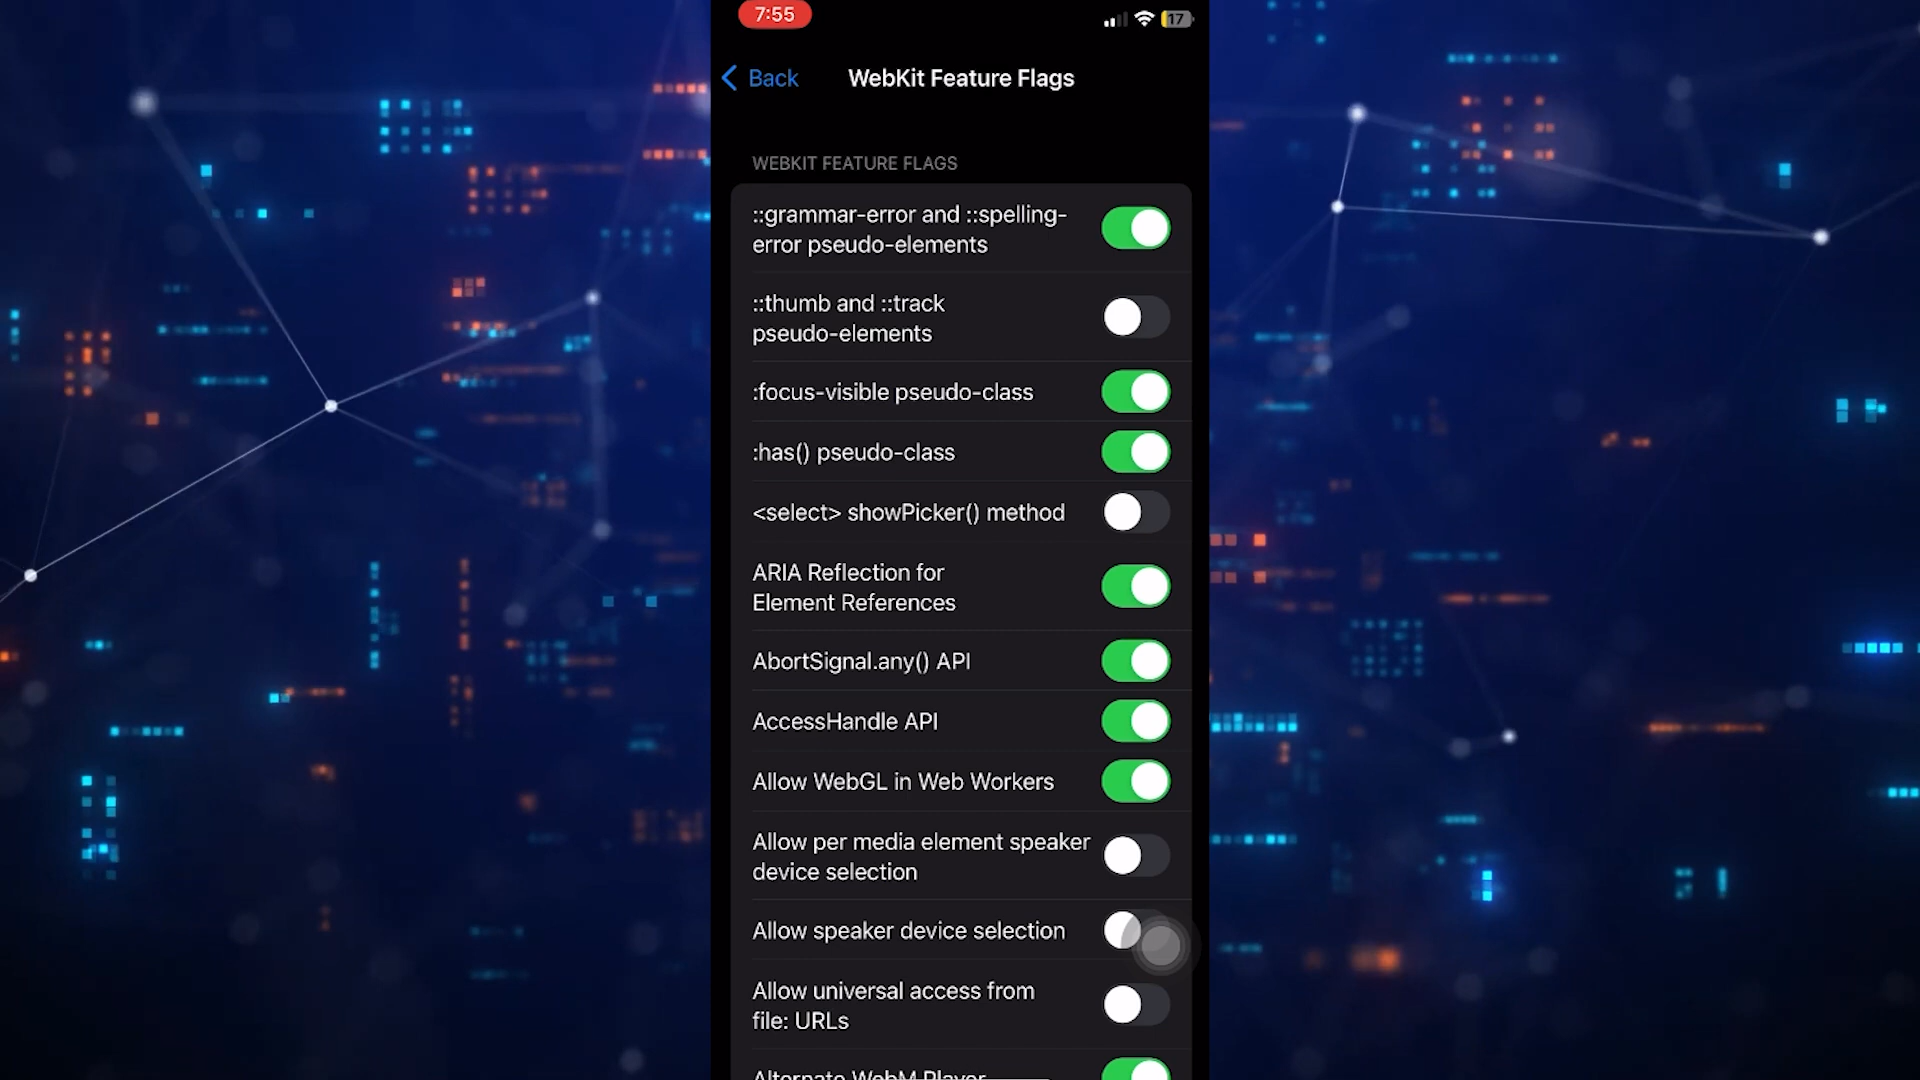 7:55
17
Back
WebKit Feature Flags
WEBKIT FEATURE FLAGS
::grammar-error and ::spelling-
error pseudo-elements
::thumb and ::track
pseudo-elements
:focus-visible pseudo-class
:has() pseudo-class
<select> showPicker() method
ARIA Reflection for
Element References
AbortSignal.any() API
AccessHandle API
Allow WebGL in Web Workers
Allow per media element speaker
device selection
Allow speaker device selection
Allow universal access from
file: URLs
Alternate WebM Player